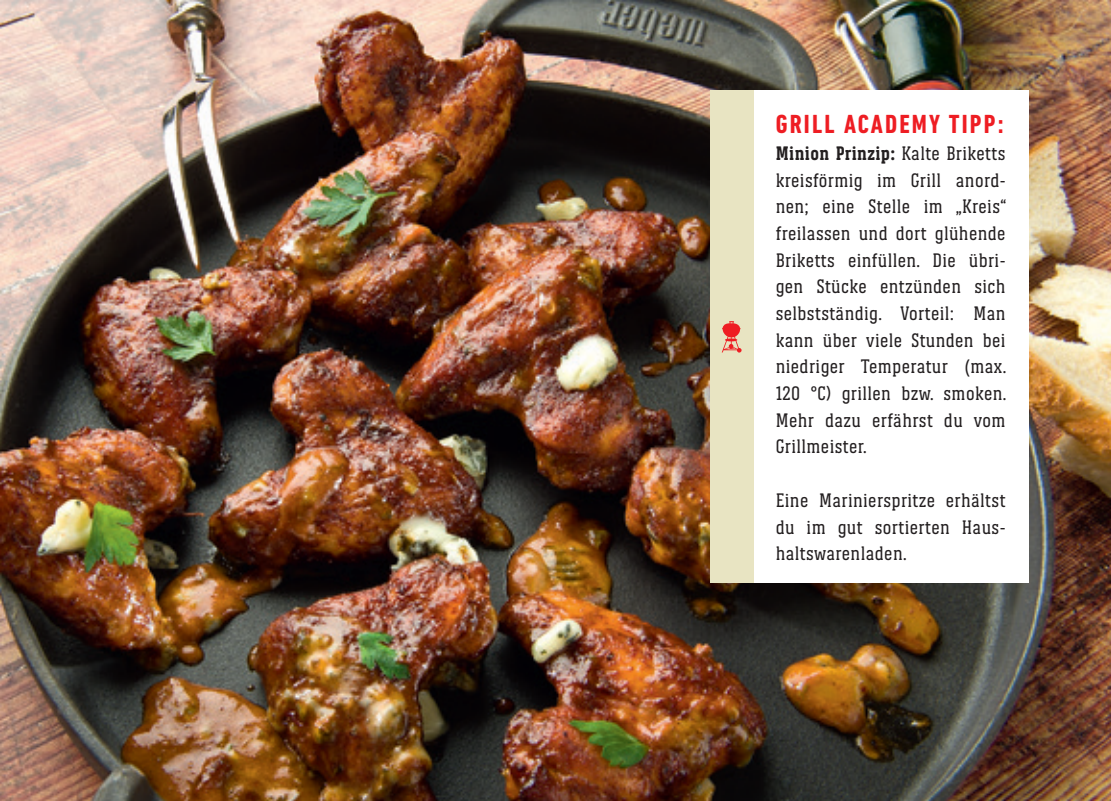 weber
GRILL ACADEMY TIPP:
Minion Prinzip: Kalte Briketts
kreisförmig im Grill anord-
nen; eine Stelle im „Kreis“
freilassen und dort glühende
Briketts einfüllen. Die übri-
gen Stücke entzünden sich
selbstständig. Vorteil: Man
kann über viele Stunden bei
niedriger Temperatur (max.
120 °C) grillen bzw. smoken.
Mehr dazu erfährst du vom
Grillmeister.
Eine Marinierspritze erhältst
du im gut sortierten Haus-
haltswarenladen.